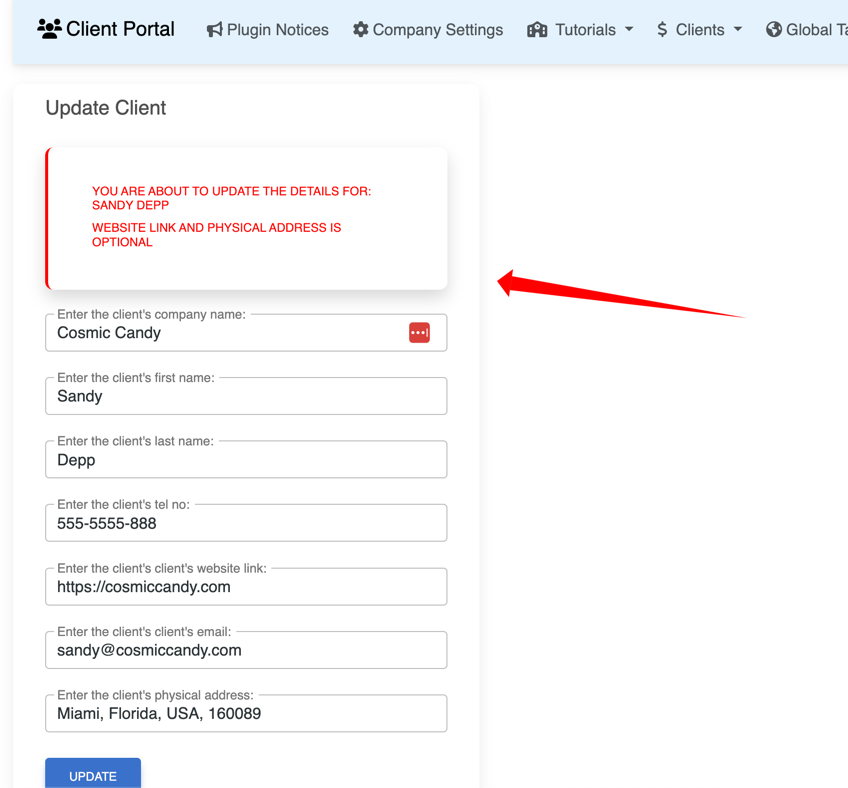 Client Portal Plugin Notices Company Settings Tutorials $ Clients Global Ta
Update Client
YOU ARE ABOUT TO UPDATE THE DETAILS FOR:
SANDY DEPP
WEBSITE LINK AND PHYSICAL ADDRESS IS
OPTIONAL
Enter the client's company name:
Cosmic Candy
Enter the client's first name:
Sandy
Enter the client's last name:
Depp
Enter the client's tel no:
555-5555-888
Enter the client's client's website link:
https://cosmiccandy.com
Enter the client's client's email:
sandy@cosmiccandy.com
Enter the client's physical address:
Miami, Florida, USA, 160089
UPDATE